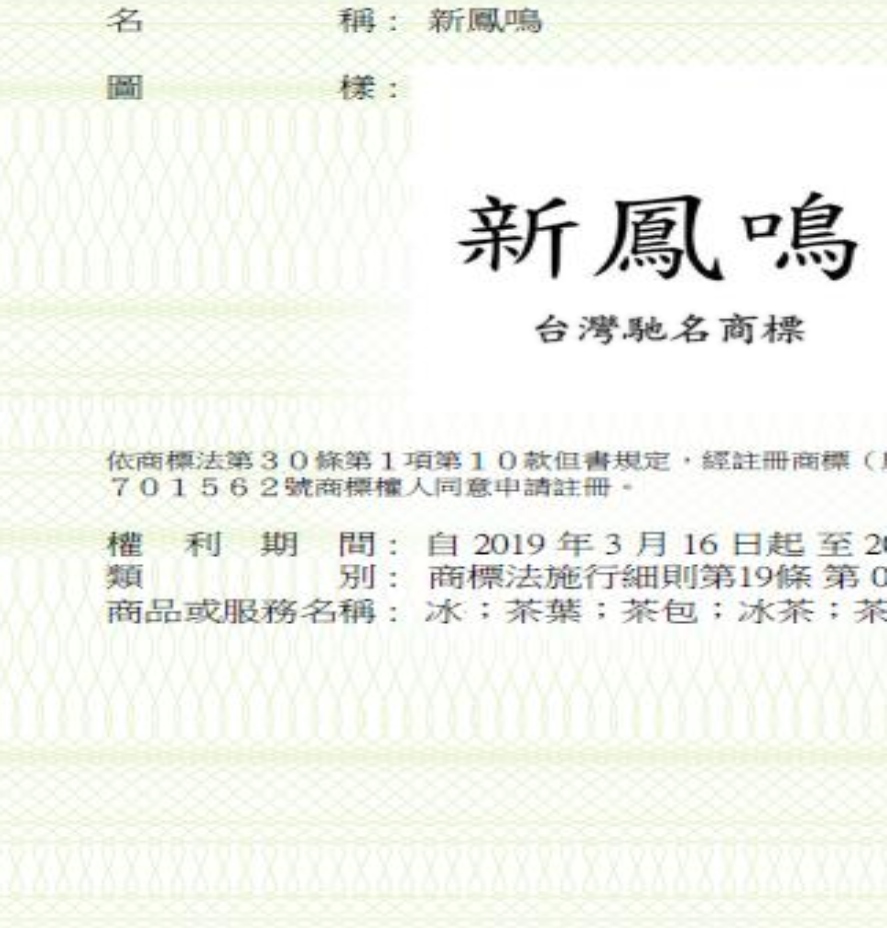 名 稱：新鳳鳴
圖 樣：
新鳳鳴
台灣馳名商標
依商標法第３０條第１項第１０款但書規定，經註冊商標（
７０１５６２號商標權人同意申請註冊。
權 利 期 間：自 2019 年 3 月 16 日起 至 20
類 別：商標法施行細則第19條 第 0
商品或服務名稱：冰；茶葉；茶包；冰茶；茶